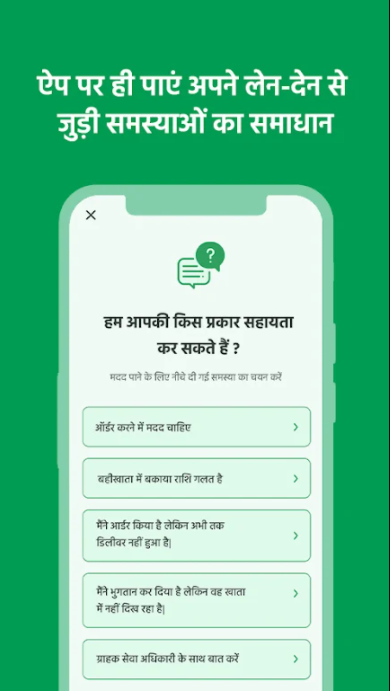 ऐप पर ही पाएं अपने लेन-देन से
जुड़ी समस्याओं का समाधान
हम आपकी किस प्रकार सहायता
कर सकते हैं ?
मदद पाने के लिए नीचे दी गई समस्या का चयन करें
ऑर्डर करने में मदद चाहिए
बहीखाता में बकाया राशि गलत है
मैंने आर्डर किया है लेकिन अभी तक
डिलीवर नहीं हुआ है|
मैंने भुगतान कर दिया है लेकिन वह खाता
में नहीं दिख रहा है|
ग्राहक सेवा अधिकारी के साथ बात करें